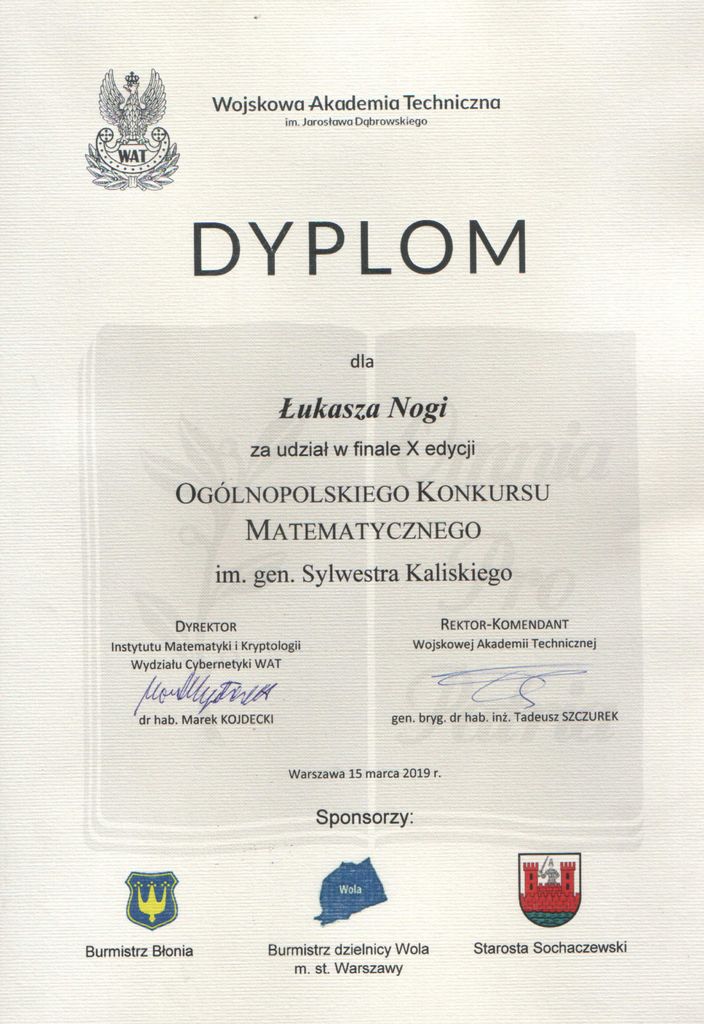 Wojskowa Akademia Techniczna
im. Jarosława Dąbrowskiego
WAT
DYPLOM
dla
Łukasza Nogi
za udział w finale X edycji
OGÓLNOPOLSKIEGO KONKURSU
MATEMATYCZNEGO
im. gen. Sylwestra Kaliskiego
DYREKTOR
Instytutu Matematyki i Kryptologii
Wydziału Cybernetyki WAT
dr hab. Marek KOJDECKI
REKTOR-KOMENDANT
Wojskowej Akademii Technicznej
gen. bryg. dr hab. inż. Tadeusz SZCZUREK
Omnia
Pro
Warszawa 15 marca 2019 r.
Sponsorzy:
Burmistrz Błonia
Wola
Burmistrz dzielnicy Wola
m. st. Warszawy
Starosta Sochaczewski